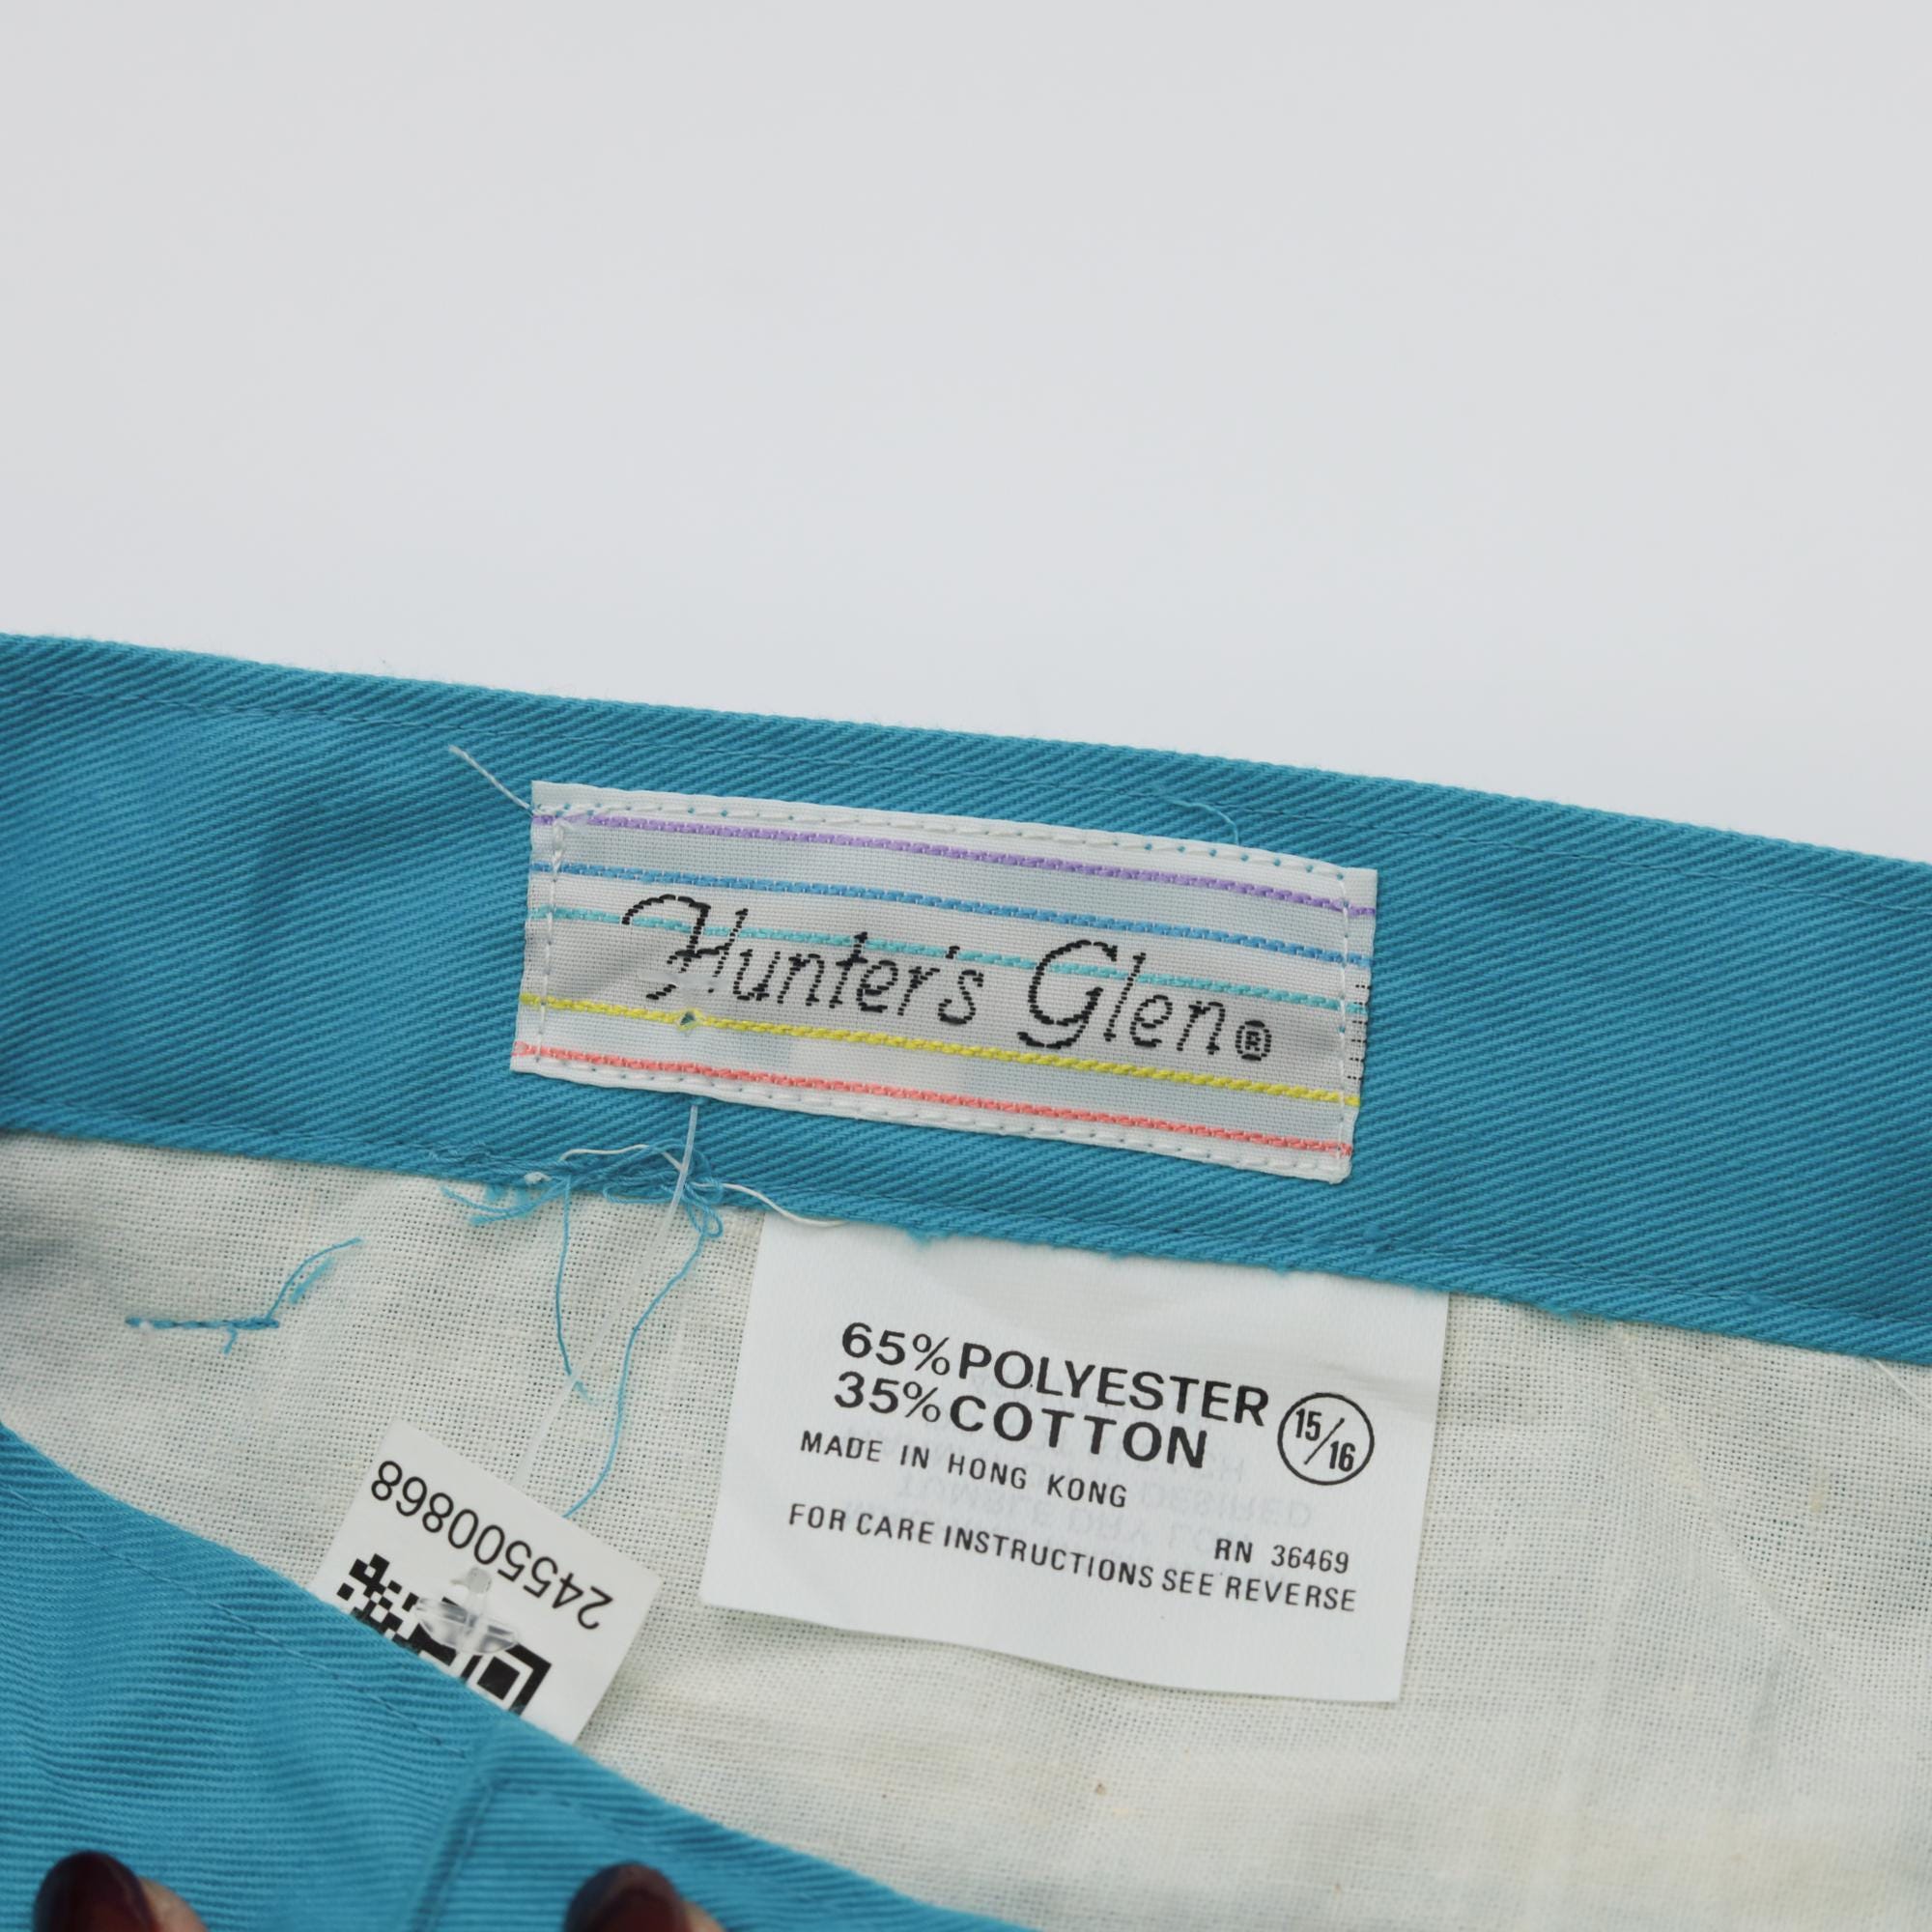 Hunter's Glen®
65% POLYESTER
35% COTTON
15/16
MADE IN HONG KONG
RN 36469
FOR CARE INSTRUCTIONS SEE REVERSE
245500868